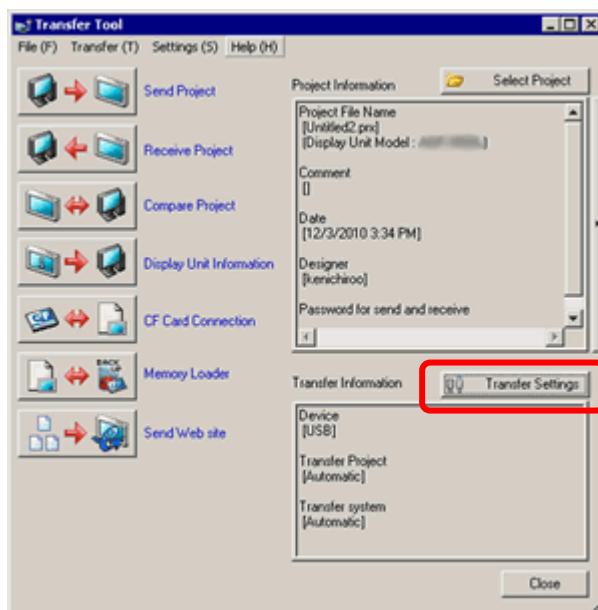 Transfer Tool
File (F) Transfer (T) Settings (S) Help (H)
Send Project
Receive Project
Compare Project
Display Unit Information
CF Card Connection
Memory Loader
BACK
Send Web site
Project Information
Select Project
Project File Name
[Untitled2.prx]
(Display Unit Model : )
Comment
[]
Date
[12/3/2010 3:34 PM]
Designer
[kenichiroo]
Password for send and receive
Transfer Information
Transfer Settings
Device
[USB]
Transfer Project
[Automatic]
Transfer system
[Automatic]
Close